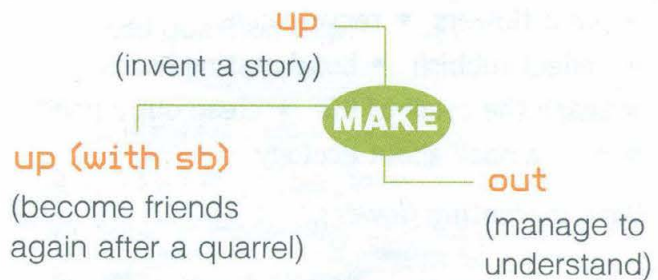 up
(invent a story)
MAKE
up (with sb)
(become friends
again after a quarrel)
out
(manage to
understand)